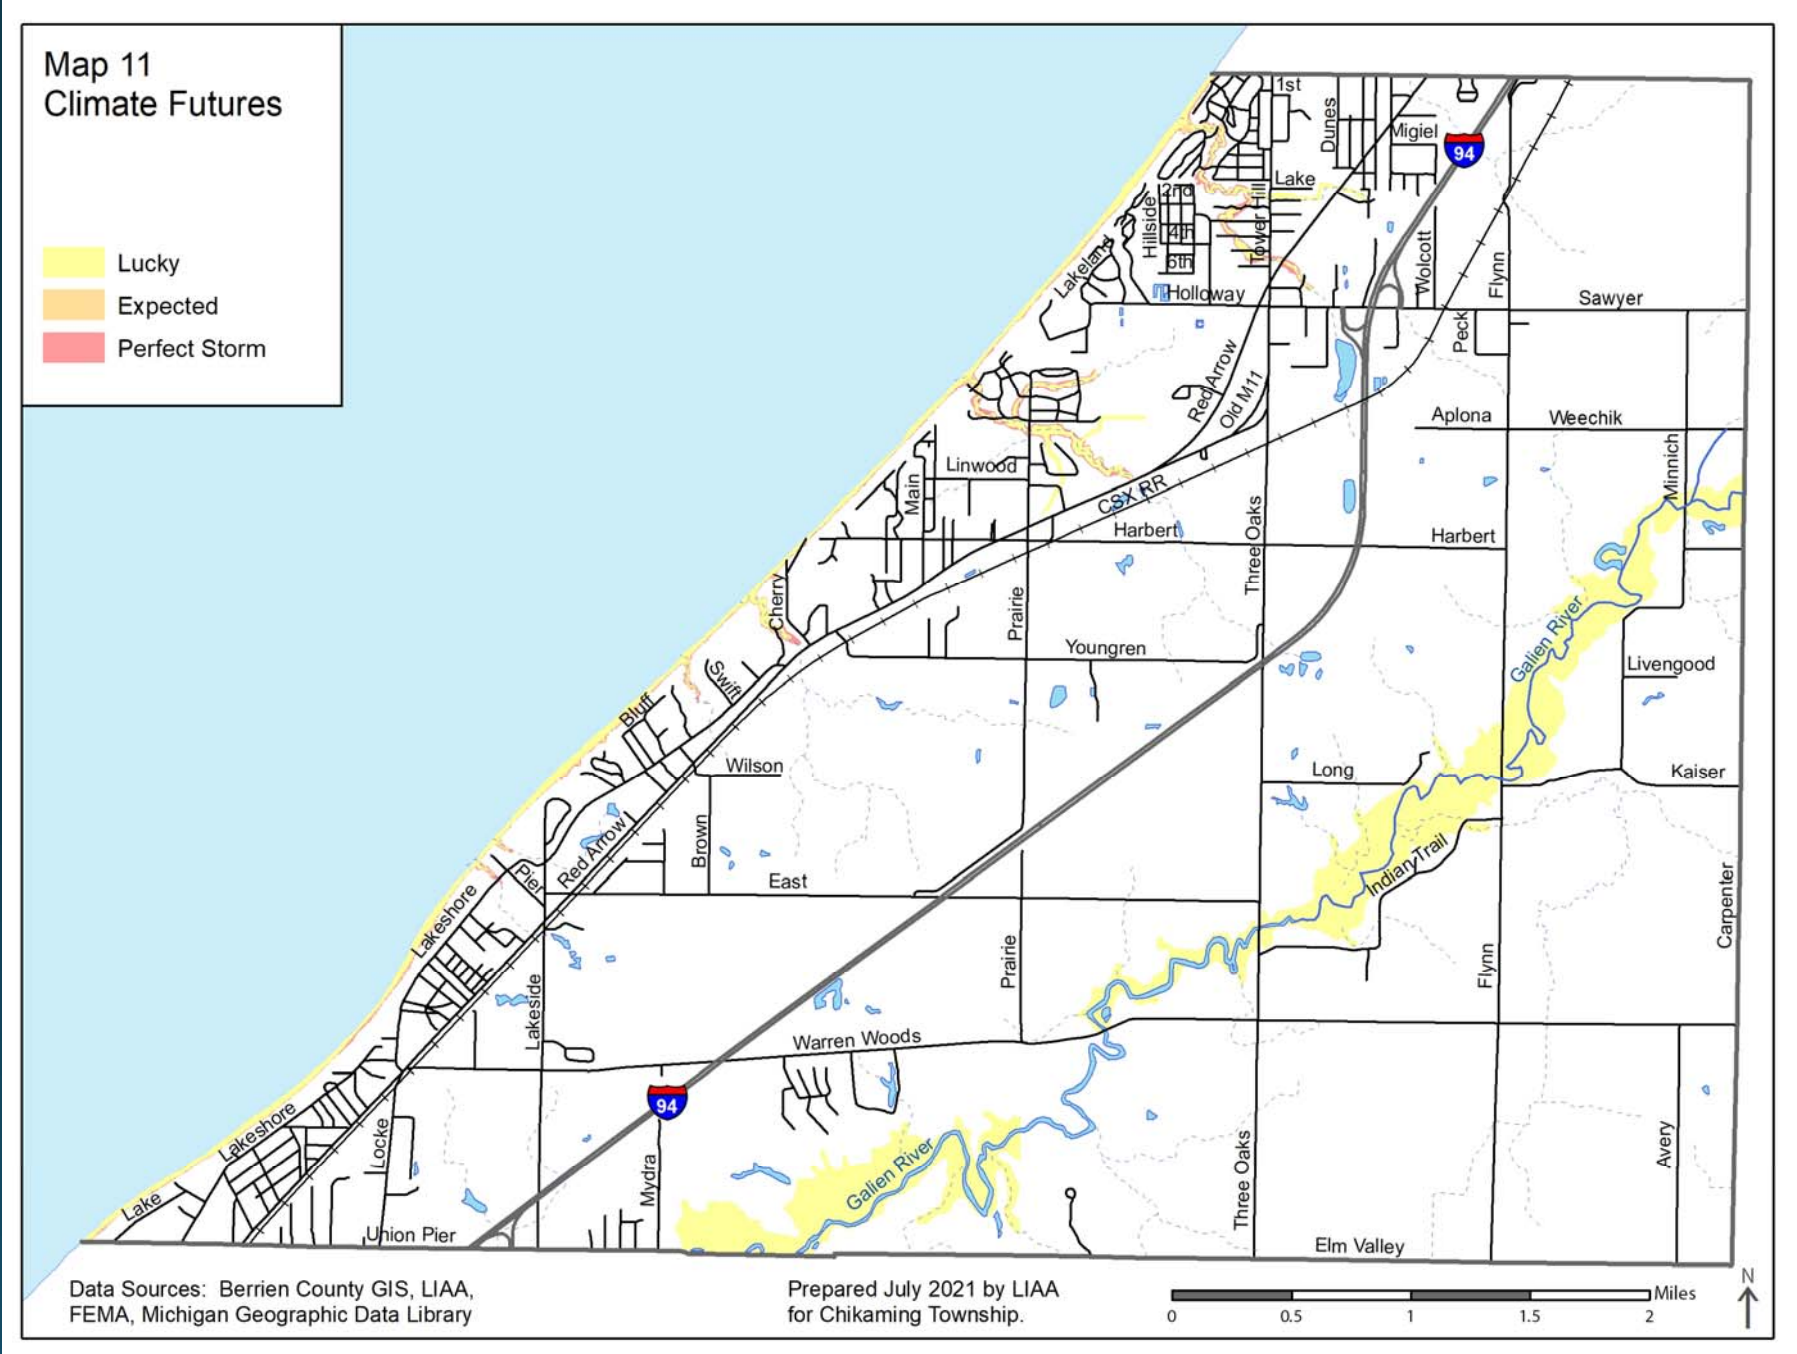 Map 11
Climate Futures
Lucky
Expected
Perfect Storm
1st
Dunes
Migiel
94
Lake
2nd
Hillside
4th
Tower Hill
6th
Lakeland
Holloway
Wolcott
Flynn
Sawyer
Peck
Red Arrow
Old M11
Aplona
Weechik
Minnich
Linwood
Main
CSX RR
Harbert
Harbert
Three Oaks
Cherry
Prairie
Youngren
Galien River
Livengood
Swift
Bluff
Wilson
Long
Kaiser
Red Arrow
Brown
Pier
East
Indian Trail
Carpenter
Lakeshore
Lakeside
Prairie
Flynn
Warren Woods
94
Lakeshore
Locke
Mydra
Galien River
Three Oaks
Avery
Lake
Union Pier
Elm Valley
Data Sources: Berrien County GIS, LIAA,
FEMA, Michigan Geographic Data Library
Prepared July 2021 by LIAA
for Chikaming Township.
Miles
0 0.5 1 1.5 2
N